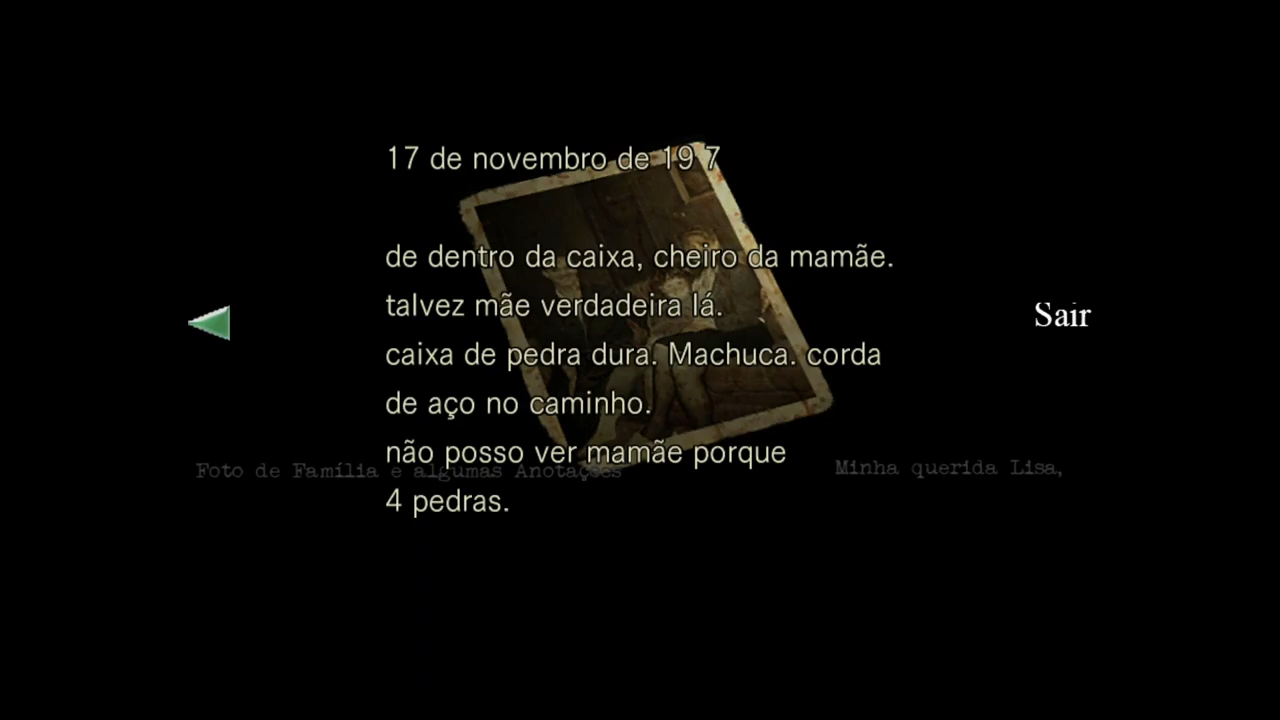 17 de novembro de 19 7
de dentro da caixa, cheiro da mamãe.
talvez mãe verdadeira lá.
Sair
caixa de pedra dura. Machuca. corda
de aço no caminho.
não posso ver mamãe porque
Foto de Família e algumas Anotações
Minha querida Lisa,
4 pedras.